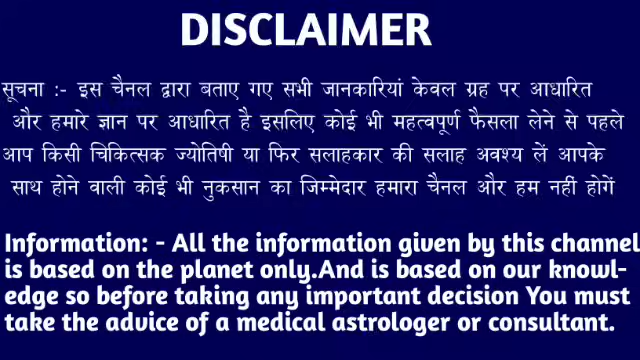 DISCLAIMER
सूचना :- इस चैनल द्वारा बताए गए सभी जानकारियां केवल ग्रह पर आधारित
और हमारे ज्ञान पर आधारित है इसलिए कोई भी महत्वपूर्ण फैसला लेने से पहले
आप किसी चिकित्सक ज्योतिषी या फिर सलाहकार की सलाह अवश्य लें आपके
साथ होने वाली कोई भी नुकसान का जिम्मेदार हमारा चैनल और हम नहीं होगें
Information: - All the information given by this channel
is based on the planet only.And is based on our knowl-
edge so before taking any important decision You must
take the advice of a medical astrologer or consultant.